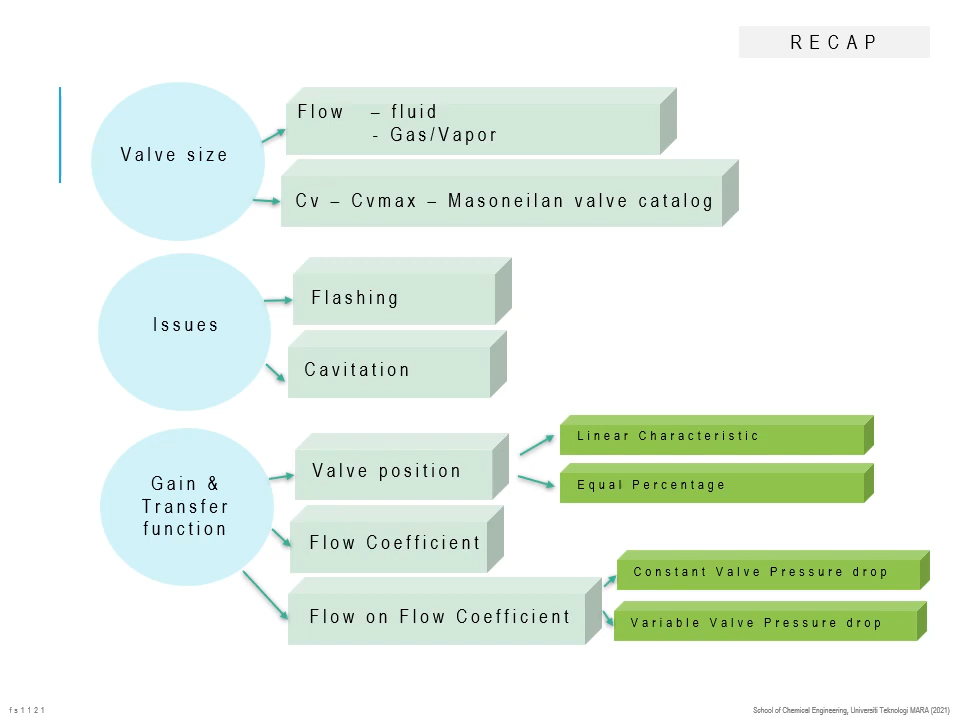 RECAP
Valve size
Flow – fluid
- Gas/Vapor
Cv – Cvmax – Masoneilan valve catalog
Issues
Flashing
Cavitation
Gain &
Transfer
function
Valve position
Linear Characteristic
Equal Percentage
Flow Coefficient
Flow on Flow Coefficient
Constant Valve Pressure drop
Variable Valve Pressure drop
fs1121
School of Chemical Engineering, Universiti Teknologi MARA (2021)